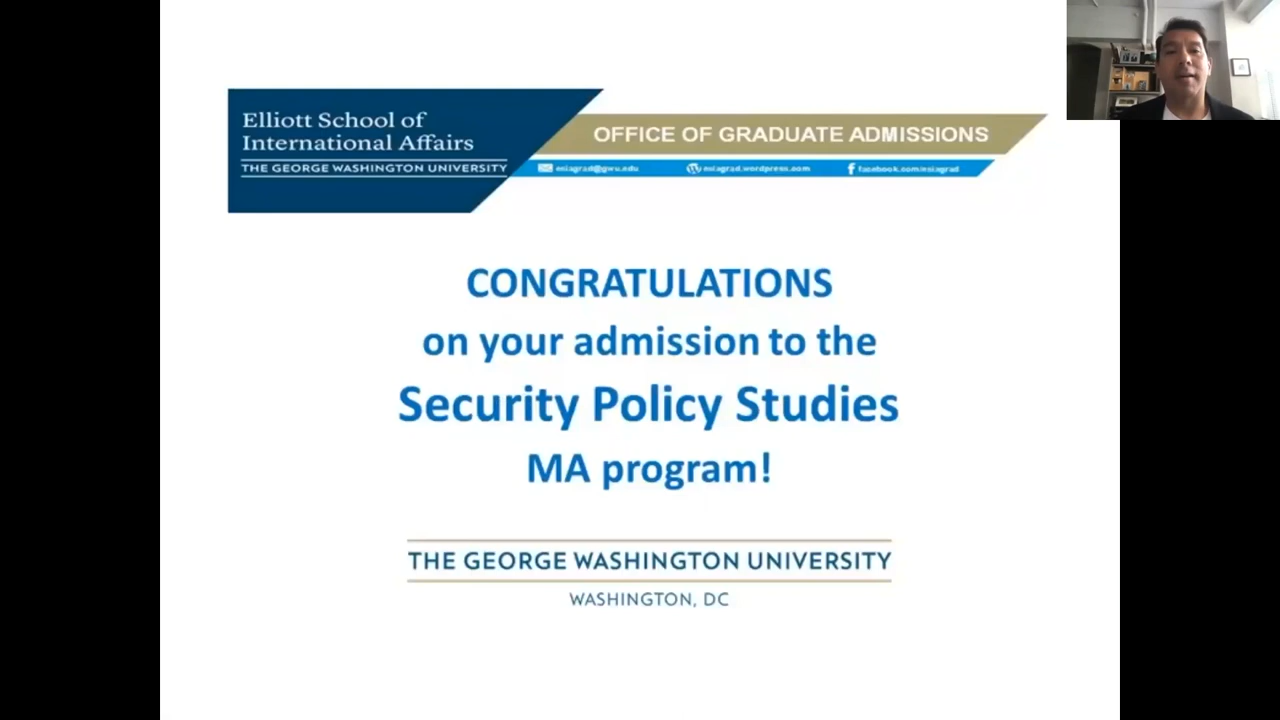 Elliott School of
International Affairs
THE GEORGE WASHINGTON UNIVERSITY
OFFICE OF GRADUATE ADMISSIONS
esiagrad@gwu.edu esiagrad.wordpress.com facebook.com/esiagrad
CONGRATULATIONS
on your admission to the
Security Policy Studies
MA program!
THE GEORGE WASHINGTON UNIVERSITY
WASHINGTON, DC